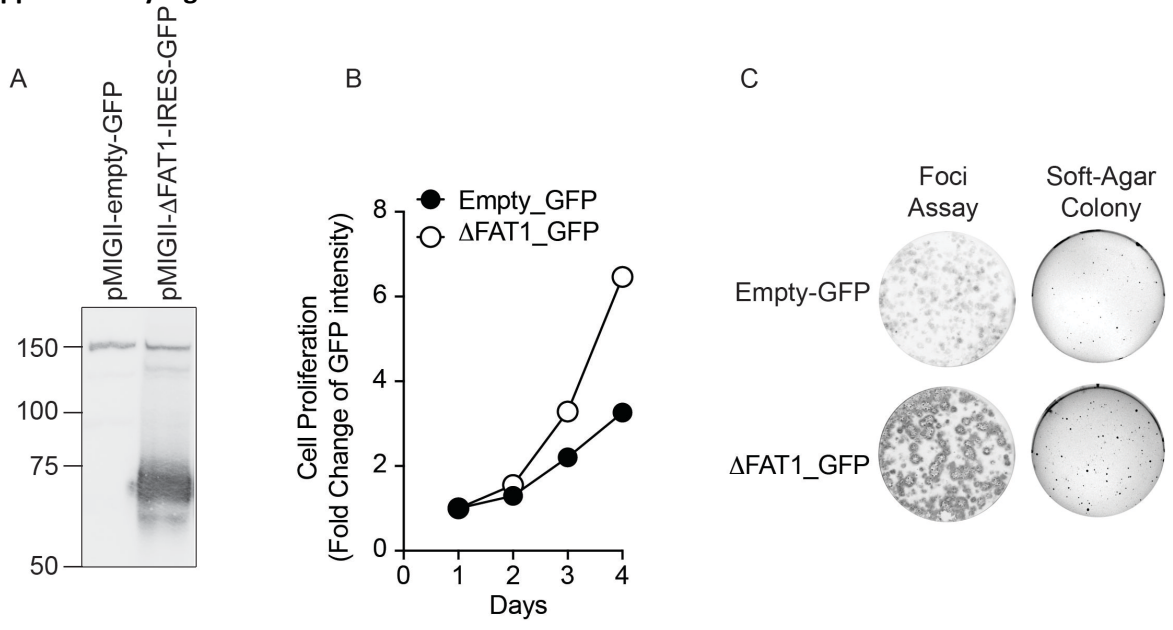 A
pMIGII-empty-GFP
pMIGII-ΔFAT1-IRES-GFP
150
100
75
50
B
Empty_GFP
ΔFAT1_GFP
Cell Proliferation
(Fold Change of GFP intensity)
8
6
4
2
0
0 1 2 3 4
Days
C
Foci
Assay
Soft-Agar
Colony
Empty-GFP
ΔFAT1_GFP